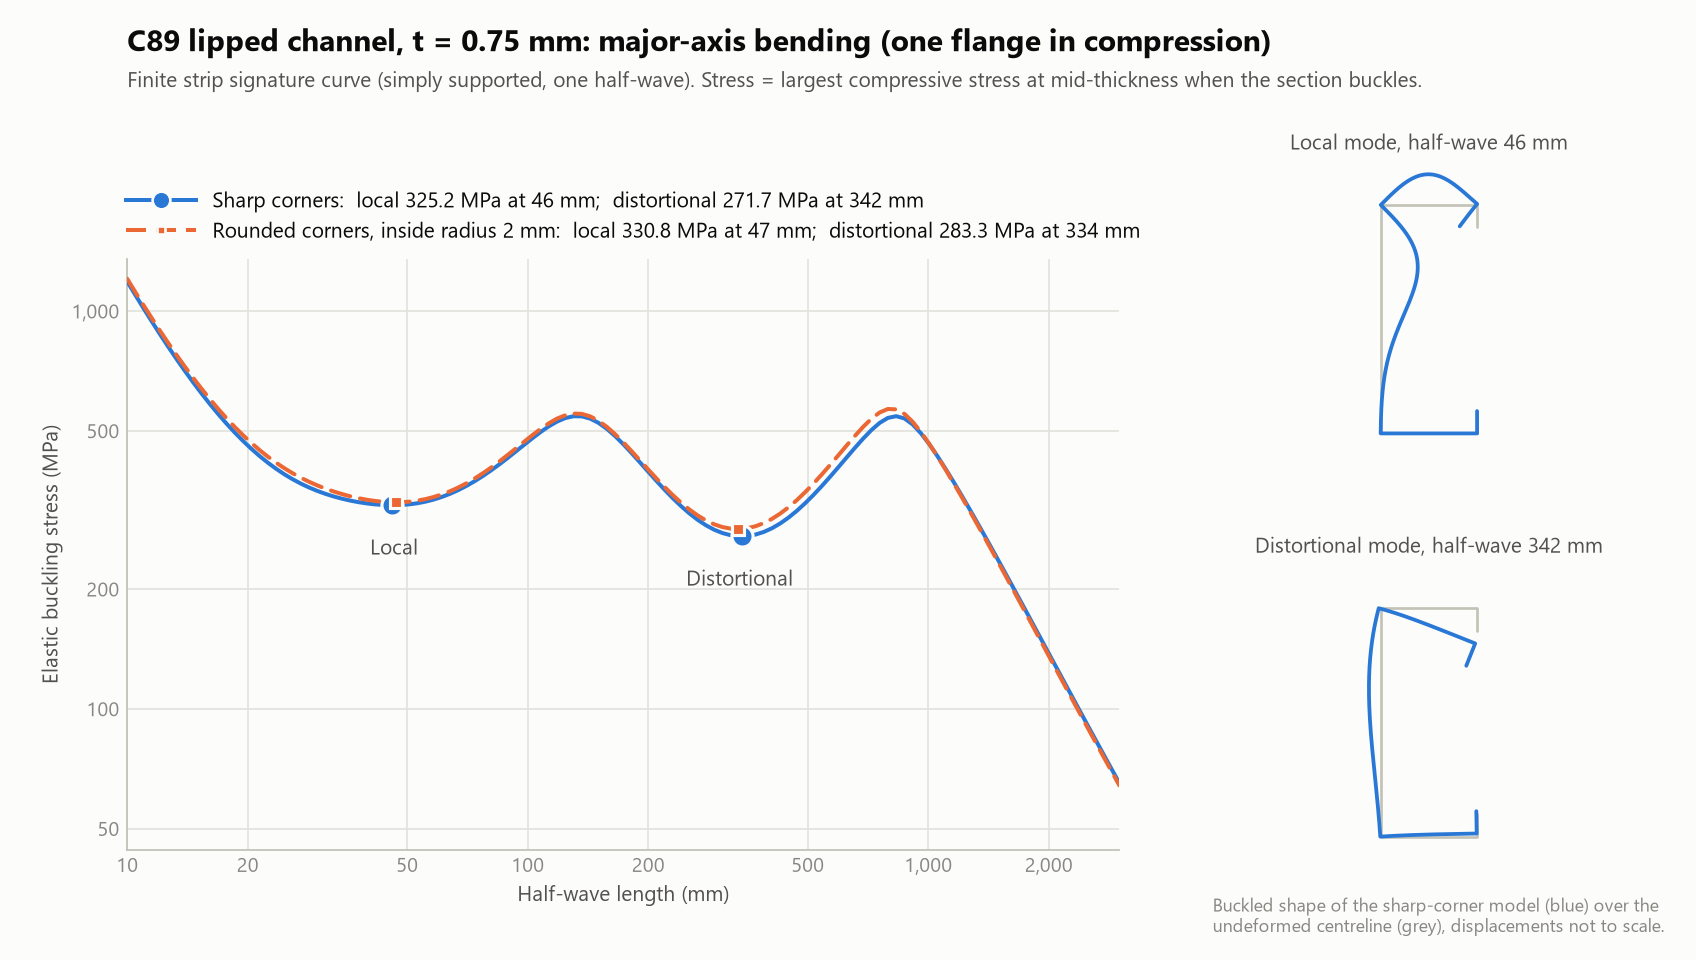 C89 lipped channel, t = 0.75 mm: major-axis bending (one flange in compression)
Finite strip signature curve (simply supported, one half-wave). Stress = largest compressive stress at mid-thickness when the section buckles.
Sharp corners:  local 325.2 MPa at 46 mm;  distortional 271.7 MPa at 342 mm
Rounded corners, inside radius 2 mm:  local 330.8 MPa at 47 mm;  distortional 283.3 MPa at 334 mm
Elastic buckling stress (MPa)
1,000
500
200
100
50
Local
Distortional
10
20
50
100
200
500
1,000
2,000
Half-wave length (mm)
Local mode, half-wave 46 mm
Distortional mode, half-wave 342 mm
Buckled shape of the sharp-corner model (blue) over the
undeformed centreline (grey), displacements not to scale.